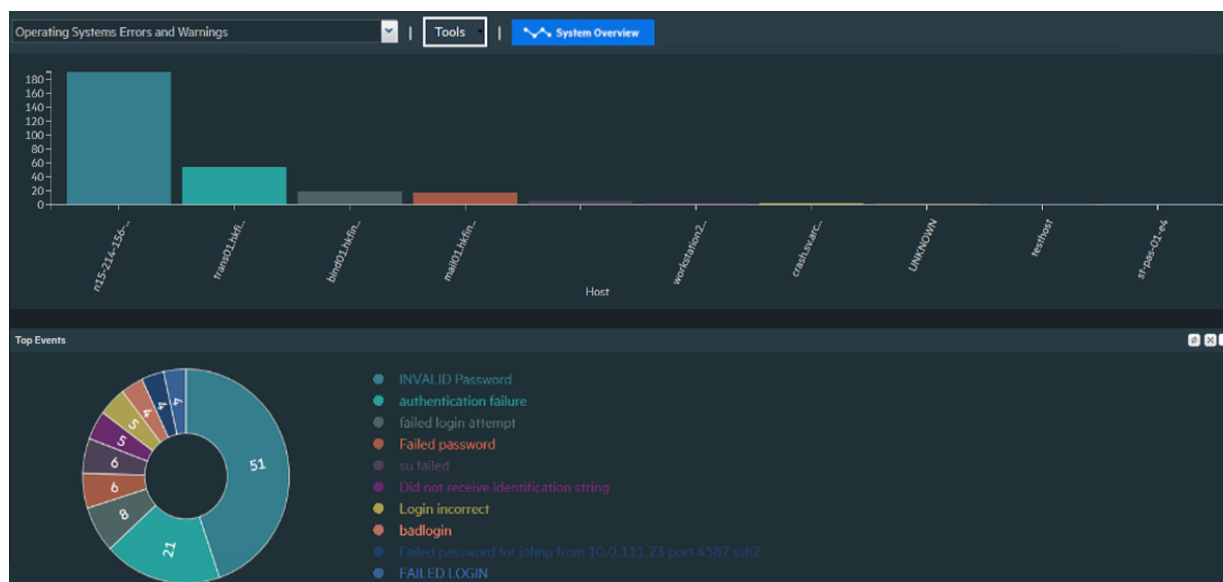 Operating Systems Errors and Warnings | Tools | System Overview
180
160
140
120
100
80
60
40
20
0
n15-214-156-...
trans01.hkfi...
bind01.hkfin...
mail01.hkfin...
workstation2...
crash.sv.arc...
UNKNOWN
testhost
st-pas-01-e4
Host
Top Events
51
21
8
6
6
5
5
4
4
4
INVALID Password
authentication failure
failed login attempt
Failed password
su failed
Did not receive identification string
Login incorrect
badlogin
Failed password for johnp from 10.0.111.23 port 4587 ssh2
FAILED LOGIN